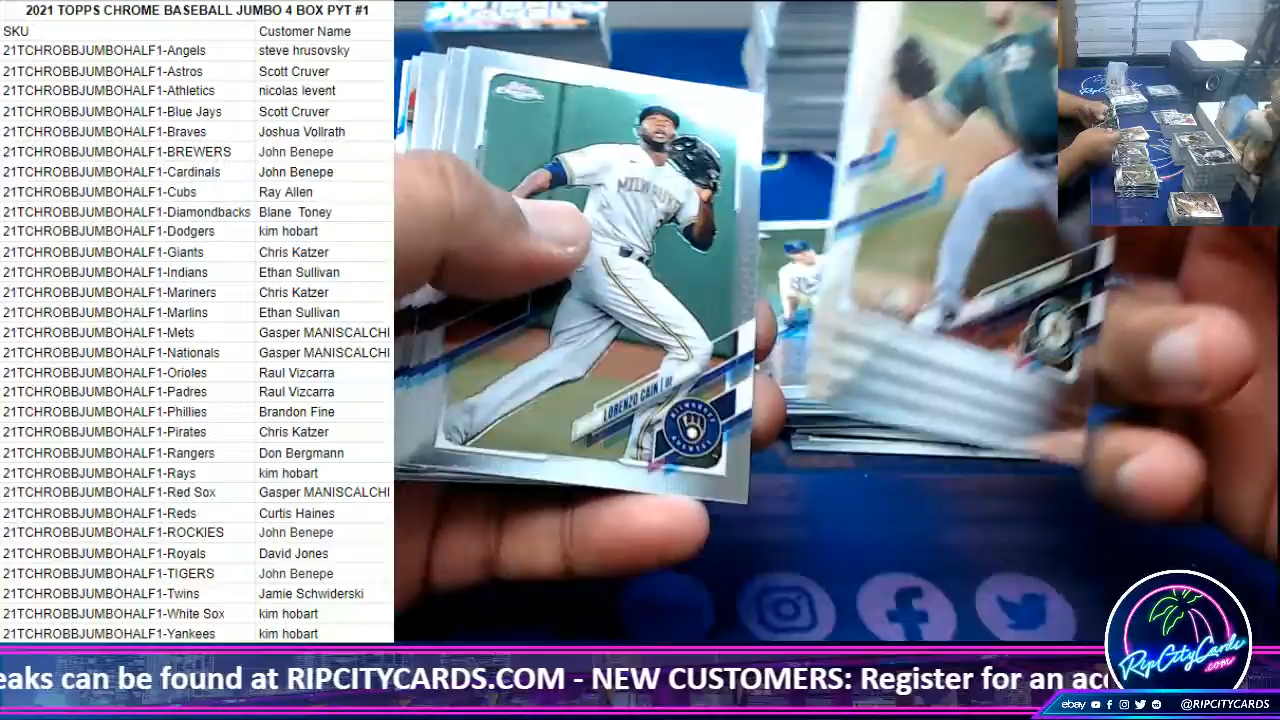 2021 TOPPS CHROME BASEBALL JUMBO 4 BOX PYT #1
SKU Customer Name
21TCHROBBJUMBOHALF1-Angels steve hrusovsky
21TCHROBBJUMBOHALF1-Astros Scott Cruver
21TCHROBBJUMBOHALF1-Athletics nicolas levent
21TCHROBBJUMBOHALF1-Blue Jays Scott Cruver
21TCHROBBJUMBOHALF1-Braves Joshua Vollrath
21TCHROBBJUMBOHALF1-BREWERS John Benepe
21TCHROBBJUMBOHALF1-Cardinals John Benepe
21TCHROBBJUMBOHALF1-Cubs Ray Allen
21TCHROBBJUMBOHALF1-Diamondbacks Blane Toney
21TCHROBBJUMBOHALF1-Dodgers kim hobart
21TCHROBBJUMBOHALF1-Giants Chris Katzer
21TCHROBBJUMBOHALF1-Indians Ethan Sullivan
21TCHROBBJUMBOHALF1-Mariners Chris Katzer
21TCHROBBJUMBOHALF1-Marlins Ethan Sullivan
21TCHROBBJUMBOHALF1-Mets Gasper MANISCALCHI
21TCHROBBJUMBOHALF1-Nationals Gasper MANISCALCHI
21TCHROBBJUMBOHALF1-Orioles Raul Vizcarra
21TCHROBBJUMBOHALF1-Padres Raul Vizcarra
21TCHROBBJUMBOHALF1-Phillies Brandon Fine
21TCHROBBJUMBOHALF1-Pirates Chris Katzer
21TCHROBBJUMBOHALF1-Rangers Don Bergmann
21TCHROBBJUMBOHALF1-Rays kim hobart
21TCHROBBJUMBOHALF1-Red Sox Gasper MANISCALCHI
21TCHROBBJUMBOHALF1-Reds Curtis Haines
21TCHROBBJUMBOHALF1-ROCKIES John Benepe
21TCHROBBJUMBOHALF1-Royals David Jones
21TCHROBBJUMBOHALF1-TIGERS John Benepe
21TCHROBBJUMBOHALF1-Twins Jamie Schwiderski
21TCHROBBJUMBOHALF1-White Sox kim hobart
21TCHROBBJUMBOHALF1-Yankees kim hobart
MILWAUKEE
LORENZO CAIN | OF
MILWAUKEE
BREWERS
RipCityCards
.com
eaks can be found at RIPCITYCARDS.COM - NEW CUSTOMERS: Register for an acc
ebay @RIPCITYCARDS